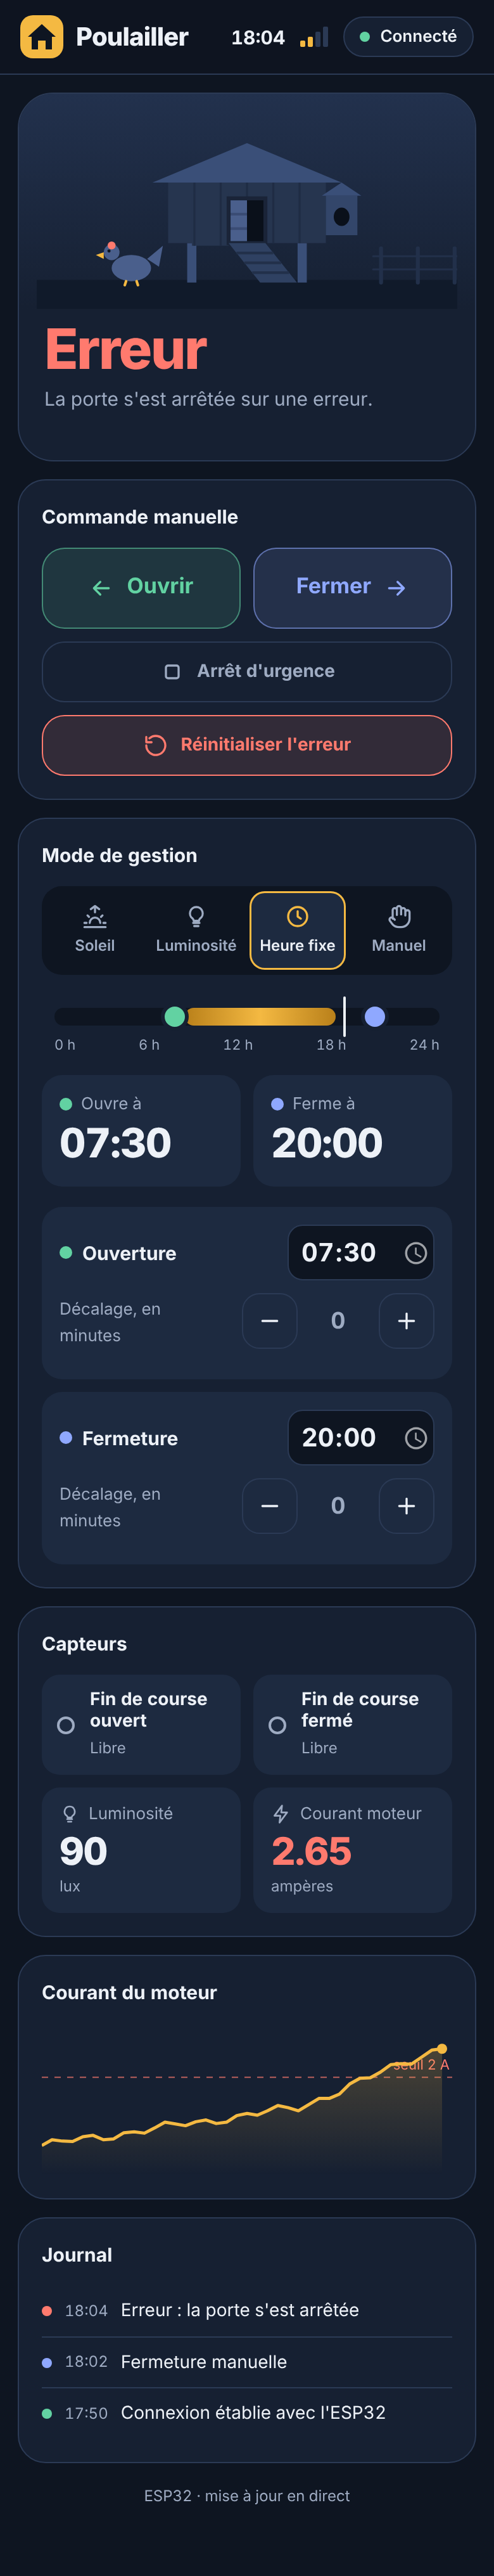 Poulailler
18:04
Connecté
Erreur
La porte s'est arrêtée sur une erreur.
Commande manuelle
Ouvrir
Fermer
Arrêt d'urgence
Réinitialiser l'erreur
Mode de gestion
Soleil
Luminosité
Heure fixe
Manuel
0 h
6 h
12 h
18 h
24 h
Ouvre à
07:30
Ferme à
20:00
Ouverture
07:30
Décalage, en
minutes
0
Fermeture
20:00
Décalage, en
minutes
0
Capteurs
Fin de course
ouvert
Libre
Fin de course
fermé
Libre
Luminosité
90
lux
Courant moteur
2.65
ampères
Courant du moteur
seuil 2 A
Journal
18:04 Erreur : la porte s'est arrêtée
18:02 Fermeture manuelle
17:50 Connexion établie avec l'ESP32
ESP32 · mise à jour en direct